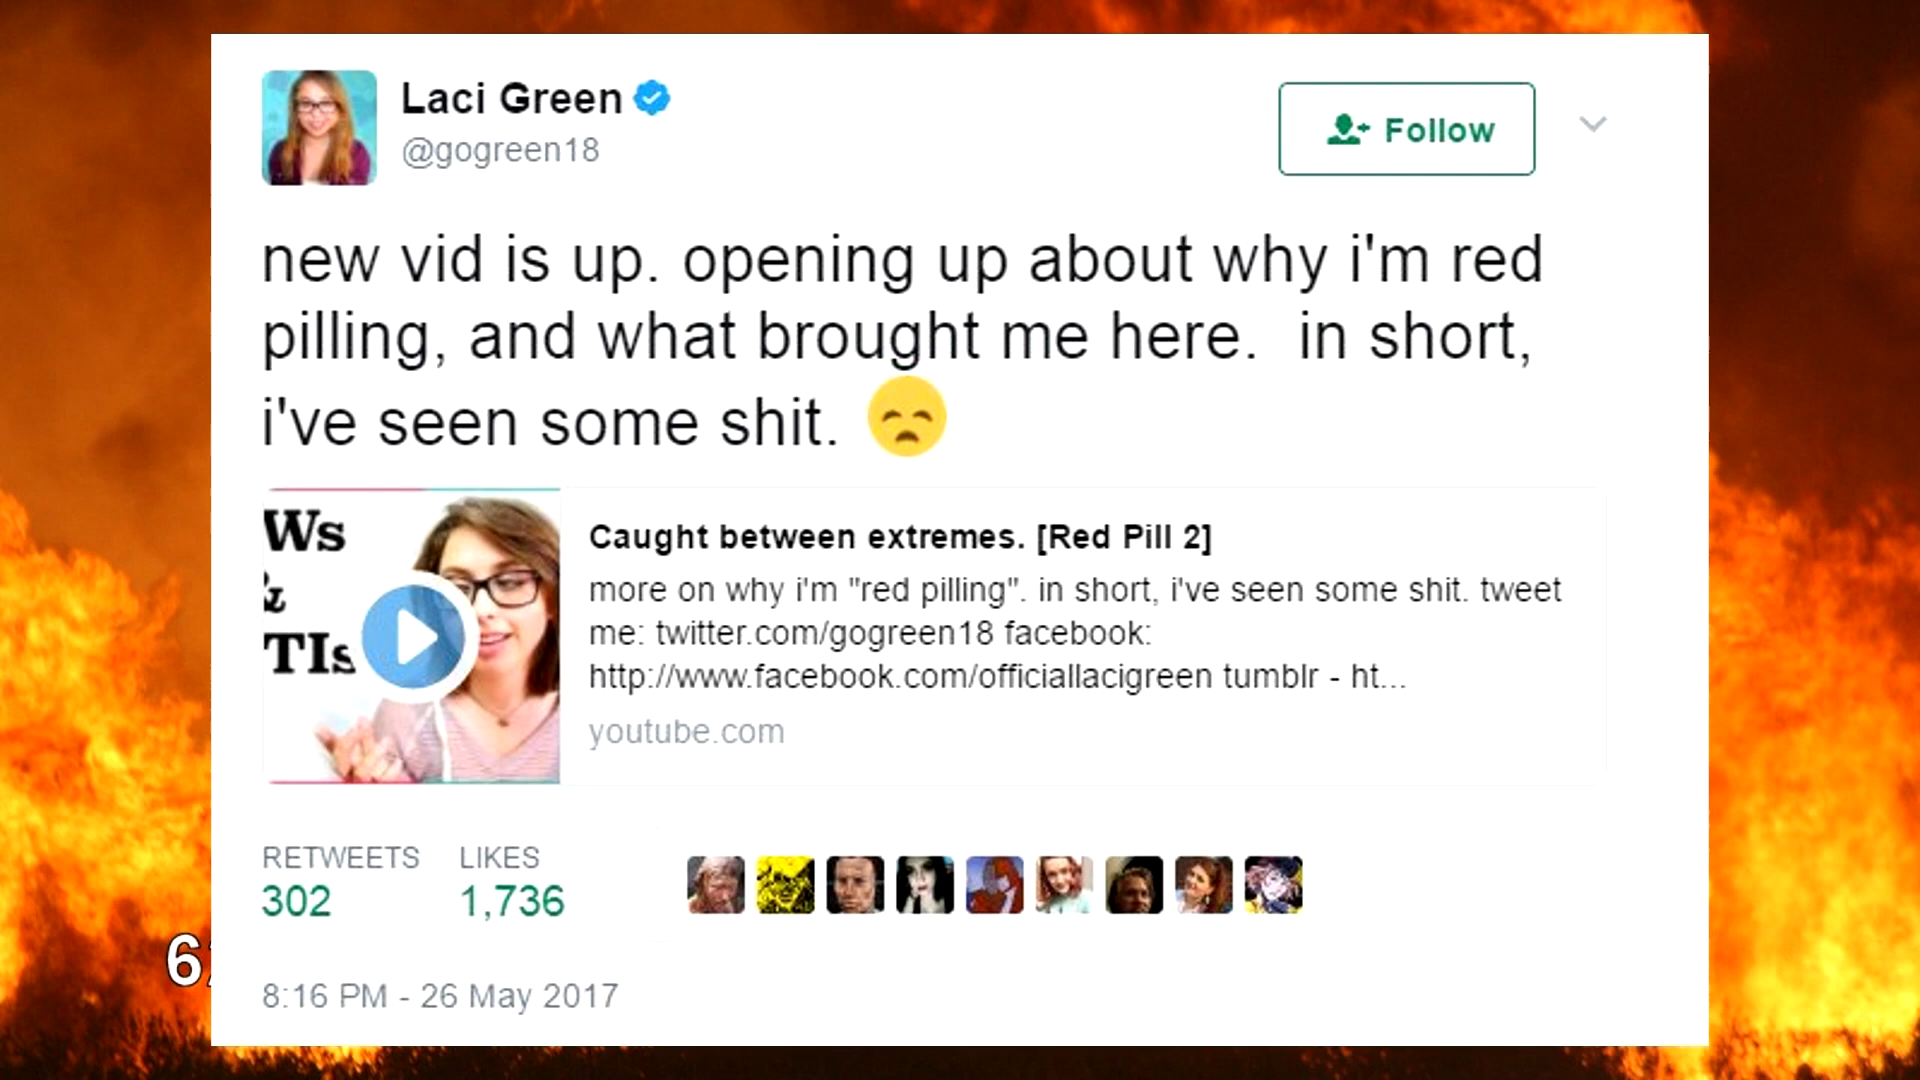 Laci Green
@gogreen18
Follow
new vid is up. opening up about why i'm red
pilling, and what brought me here. in short,
i've seen some shit.
Ws
&
TIs
Caught between extremes. [Red Pill 2]
more on why i'm "red pilling". in short, i've seen some shit. tweet
me: twitter.com/gogreen18 facebook:
http://www.facebook.com/officiallacigreen tumblr - ht...
youtube.com
RETWEETS LIKES
302 1,736
6
8:16 PM - 26 May 2017